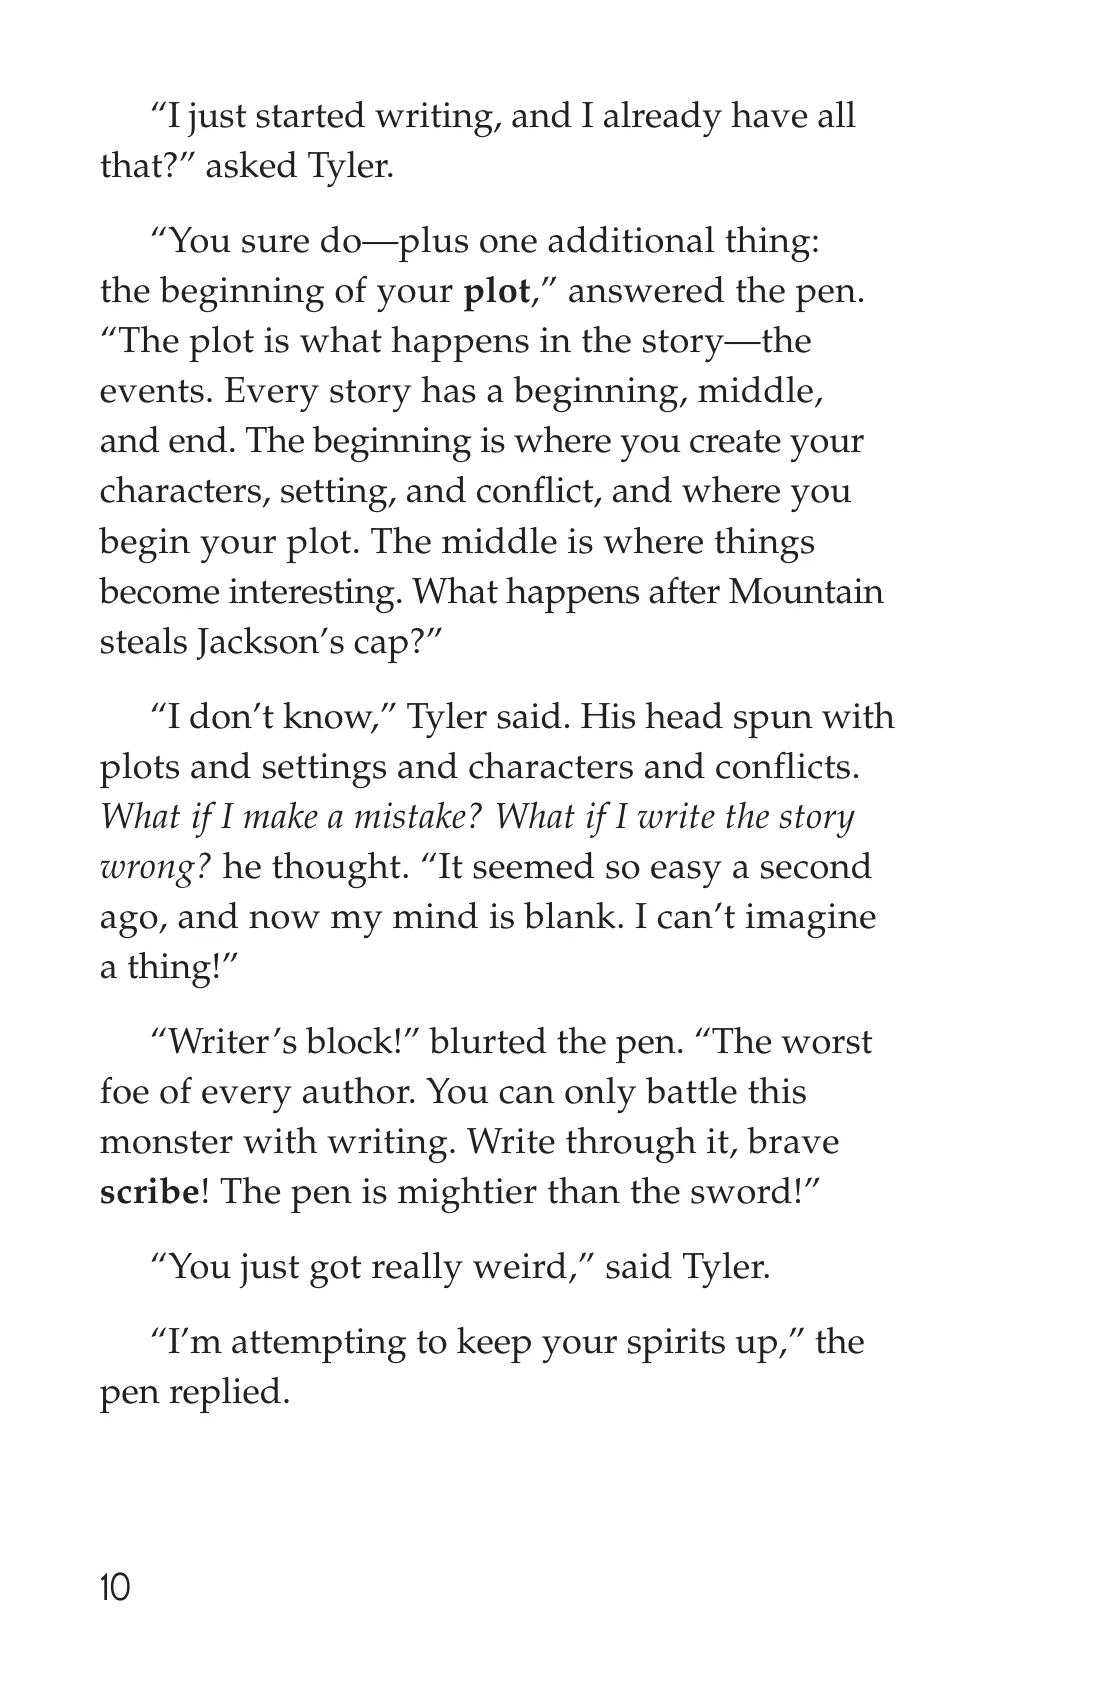 “I just started writing, and I already have all
that?” asked Tyler.
“You sure do—plus one additional thing:
the beginning of your plot,” answered the pen.
“The plot is what happens in the story—the
events. Every story has a beginning, middle,
and end. The beginning is where you create your
characters, setting, and conflict, and where you
begin your plot. The middle is where things
become interesting. What happens after Mountain
steals Jackson’s cap?”
“I don’t know,” Tyler said. His head spun with
plots and settings and characters and conflicts.
What if I make a mistake? What if I write the story
wrong? he thought. “It seemed so easy a second
ago, and now my mind is blank. I can’t imagine
a thing!”
“Writer’s block!” blurted the pen. “The worst
foe of every author. You can only battle this
monster with writing. Write through it, brave
scribe! The pen is mightier than the sword!”
“You just got really weird,” said Tyler.
“I’m attempting to keep your spirits up,” the
pen replied.
10